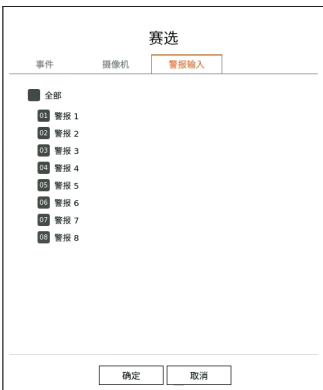 赛选
事件 摄像机 警报输入
全部
01 警报 1
02 警报 2
03 警报 3
04 警报 4
05 警报 5
06 警报 6
07 警报 7
08 警报 8
确定 取消